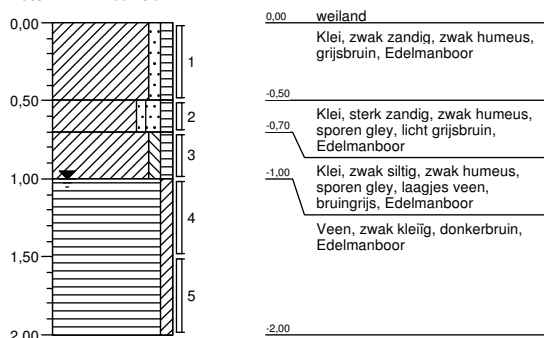 0,00
0,50
1,00
1,50
2,00
1
2
3
4
5
0,00 weiland
Klei, zwak zandig, zwak humeus,
grijsbruin, Edelmanboor
-0,50
Klei, sterk zandig, zwak humeus,
sporen gley, licht grijsbruin,
Edelmanboor
-0,70
Klei, zwak siltig, zwak humeus,
sporen gley, laagjes veen,
bruingrijs, Edelmanboor
-1,00
Veen, zwak kleiïg, donkerbruin,
Edelmanboor
-2,00